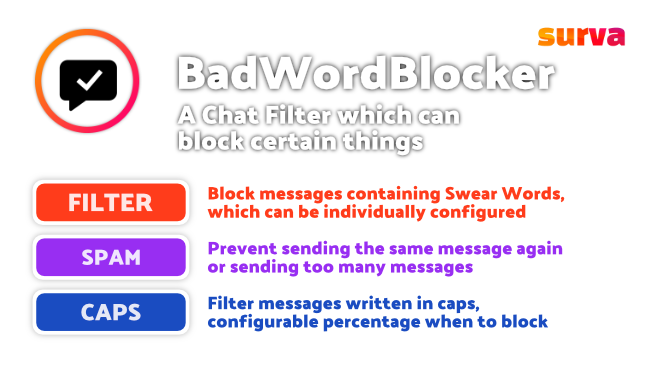 surva
BadWordBlocker
A Chat Filter which can
block certain things
FILTER
Block messages containing Swear Words,
which can be individually configured
SPAM
Prevent sending the same message again
or sending too many messages
CAPS
Filter messages written in caps,
configurable percentage when to block